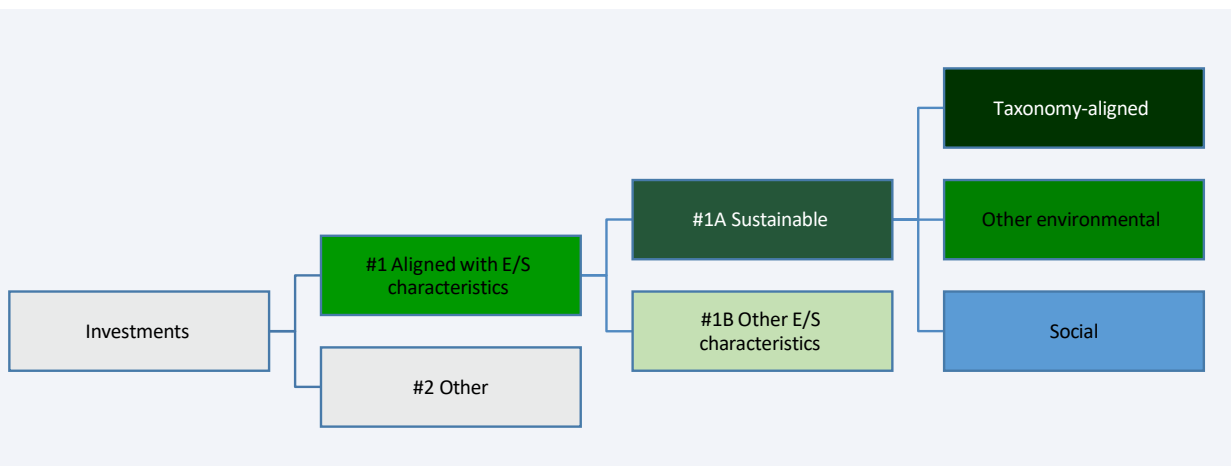 Investments
#1 Aligned with E/S
characteristics
#2 Other
#1A Sustainable
#1B Other E/S
characteristics
Taxonomy-aligned
Other environmental
Social